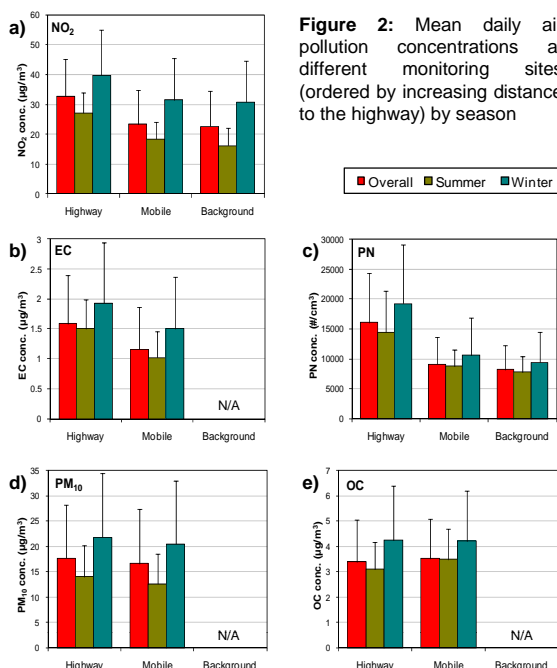 a) NO2
NO2 conc. (µg/m3)
60
50
40
30
20
10
0
Highway Mobile Background
Figure 2: Mean daily ai
pollution concentrations a
different monitoring sites
(ordered by increasing distance
to the highway) by season
Overall Summer Winter
b) EC
EC conc. (µg/m3)
3
2.5
2
1.5
1
0.5
0
N/A
Highway Mobile Background
c) PN
PN conc. (#/cm3)
30000
25000
20000
15000
10000
5000
0
Highway Mobile Background
d) PM10
PM10 conc. (µg/m3)
35
30
25
20
15
10
5
0
N/A
Highway Mobile Background
e) OC
OC conc. (µg/m3)
7
6
5
4
3
2
1
0
N/A
Highway Mobile Background